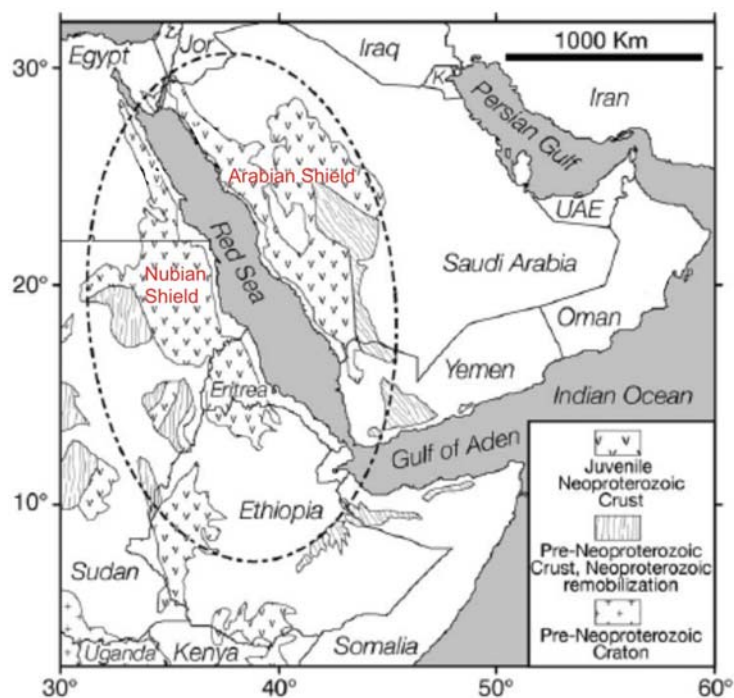 Egypt
Jor
Iraq
1000 Km
30°
K
Iran
Persian Gulf
Arabian Shield
UAE
Red Sea
Saudi Arabia
Nubian
Shield
20°
Oman
Yemen
Eritrea
Indian Ocean
Gulf of Aden
Juvenile
Neoproterozoic
Crust
10°
Ethiopia
Pre-Neoproterozoic
Crust, Neoproterozoic
remobilization
Sudan
Pre-Neoproterozoic
Craton
Uganda
Kenya
Somalia
30°
40°
50°
60°